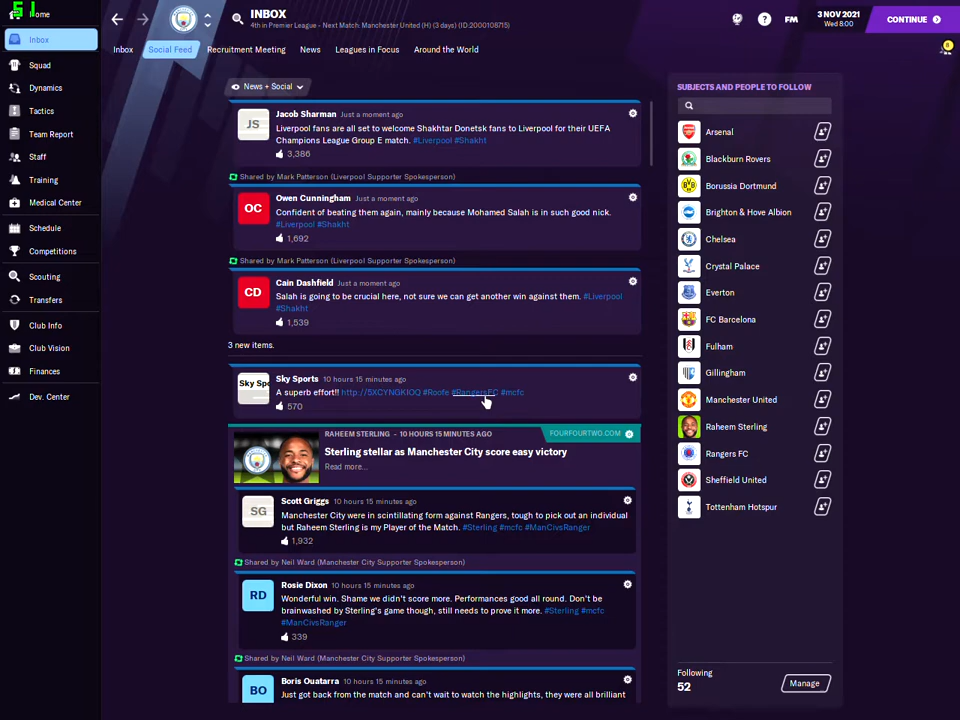 51
Home
INBOX
4th in Premier League - Next Match: Manchester United (H) (3 days) (ID:2000108715)
FM
3 NOV 2021
Wed 8:00
CONTINUE
8
Inbox
Squad
Dynamics
Tactics
Team Report
Staff
Training
Medical Center
Schedule
Competitions
Scouting
Transfers
Club Info
Club Vision
Finances
Dev. Center
Inbox Social Feed Recruitment Meeting News Leagues in Focus Around the World
News + Social
JS
Jacob Sharman Just a moment ago
Liverpool fans are all set to welcome Shakhtar Donetsk fans to Liverpool for their UEFA
Champions League Group E match. #Liverpool #Shakht
3,386
Shared by Mark Patterson (Liverpool Supporter Spokesperson)
OC
Owen Cunningham Just a moment ago
Confident of beating them again, mainly because Mohamed Salah is in such good nick.
#Liverpool #Shakht
1,692
Shared by Mark Patterson (Liverpool Supporter Spokesperson)
CD
Cain Dashfield Just a moment ago
Salah is going to be crucial here, not sure we can get another win against them. #Liverpool
#Shakht
1,539
3 new items.
Sky Spo
Sky Sports 10 hours 15 minutes ago
A superb effort!! http://5XCYNGKIOQ #Roofe #RangersFC #mcfc
570
RAHEEM STERLING - 10 HOURS 15 MINUTES AGO
FOURFOURTWO.COM
Sterling stellar as Manchester City score easy victory
Read more...
SG
Scott Griggs 10 hours 15 minutes ago
Manchester City were in scintillating form against Rangers, tough to pick out an individual
but Raheem Sterling is my Player of the Match. #Sterling #mcfc #ManCivsRanger
1,932
Shared by Neil Ward (Manchester City Supporter Spokesperson)
RD
Rosie Dixon 10 hours 15 minutes ago
Wonderful win. Shame we didn't score more. Performances good all round. Don't be
brainwashed by Sterling's game though, still needs to prove it more. #Sterling #mcfc
#ManCivsRanger
339
Shared by Neil Ward (Manchester City Supporter Spokesperson)
BO
Boris Ouatarra 10 hours 15 minutes ago
Just got back from the match and can't wait to watch the highlights, they were all brilliant
SUBJECTS AND PEOPLE TO FOLLOW
Arsenal
Blackburn Rovers
Borussia Dortmund
Brighton & Hove Albion
Chelsea
Crystal Palace
Everton
FC Barcelona
Fulham
Gillingham
Manchester United
Raheem Sterling
Rangers FC
Sheffield United
Tottenham Hotspur
Following
52
Manage